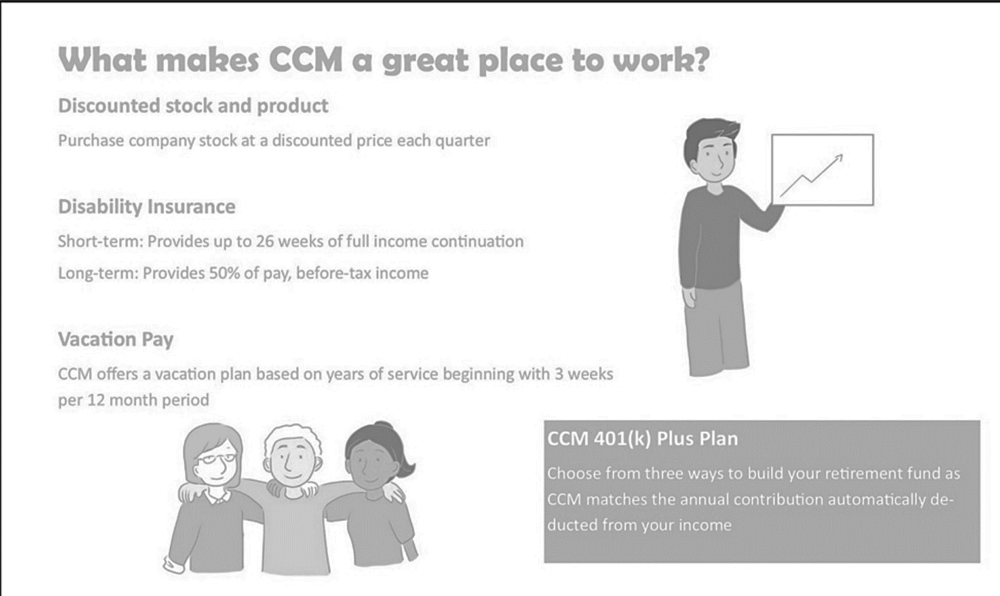 What makes CCM a great place to work?
Discounted stock and product
Purchase company stock at a discounted price each quarter
Disability Insurance
Short-term: Provides up to 26 weeks of full income continuation
Long-term: Provides 50% of pay, before-tax income
Vacation Pay
CCM offers a vacation plan based on years of service beginning with 3 weeks
per 12 month period
CCM 401(k) Plus Plan
Choose from three ways to build your retirement fund as
CCM matches the annual contribution automatically de-
ducted from your income